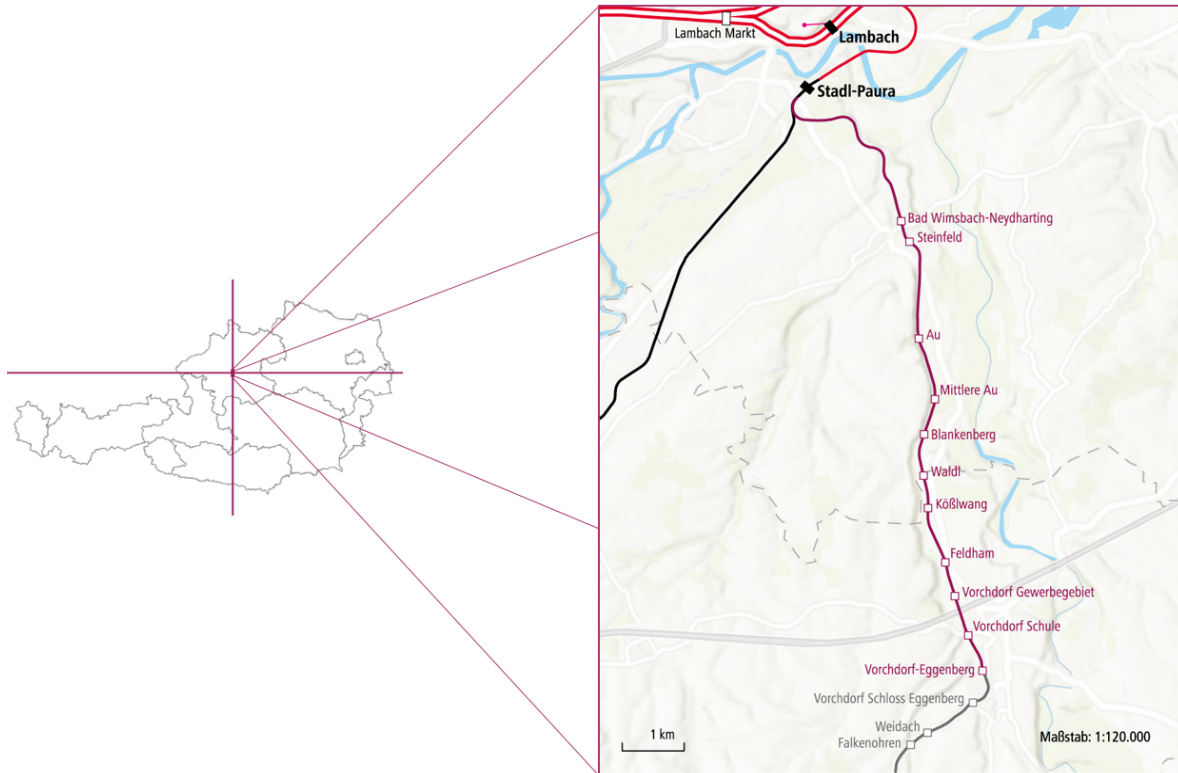 Lambach Markt
Lambach
Stadl-Paura
Bad Wimsbach-Neydharting
Steinfeld
Au
Mittlere Au
Blankenberg
Waldl
Kößlwang
Feldham
Vorchdorf Gewerbegebiet
Vorchdorf Schule
Vorchdorf-Eggenberg
Vorchdorf Schloss Eggenberg
Weidach
Falkenohren
1 km
Maßstab: 1:120.000